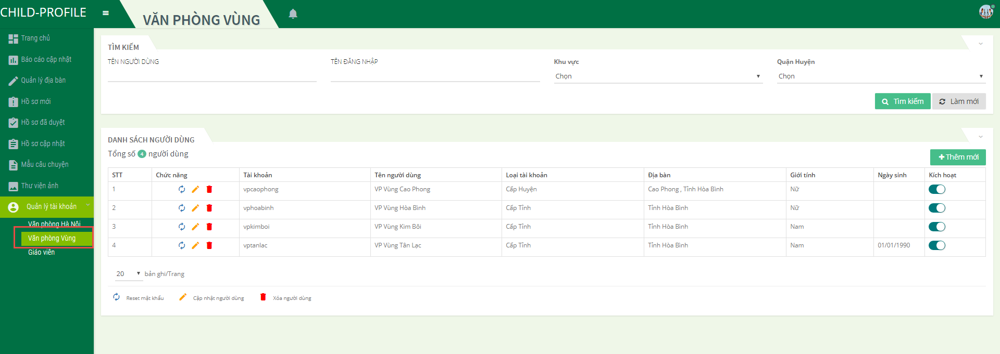 CHILD-PROFILE
VĂN PHÒNG VÙNG
Trang chủ
Báo cáo cập nhật
Quản lý địa bàn
Hồ sơ mới
Hồ sơ đã duyệt
Hồ sơ cập nhật
Mẫu câu chuyện
Thư viện ảnh
Quản lý tài khoản
Văn phòng Hà Nội
Văn phòng Vùng
Giáo viên
TÌM KIẾM
TÊN NGƯỜI DÙNG TÊN ĐĂNG NHẬP Khu vực Quận Huyện
Chọn Chọn
Tìm kiếm Làm mới
DANH SÁCH NGƯỜI DÙNG
Tổng số 4 người dùng
Thêm mới
STT Chức năng Tài khoản Tên người dùng Loại tài khoản Địa bàn Giới tính Ngày sinh Kích hoạt
1 vpcaophong VP Vùng Cao Phong Cấp Huyện Cao Phong , Tỉnh Hòa Bình Nữ
2 vphoabinh VP Vùng Hòa Bình Cấp Tỉnh Tỉnh Hòa Bình Nữ
3 vpkimboi VP Vùng Kim Bôi Cấp Tỉnh Tỉnh Hòa Bình Nam
4 vptanlac VP Vùng Tân Lạc Cấp Tỉnh Tỉnh Hòa Bình Nam 01/01/1990
20 bản ghi/Trang
Reset mật khẩu Cập nhật người dùng Xóa người dùng